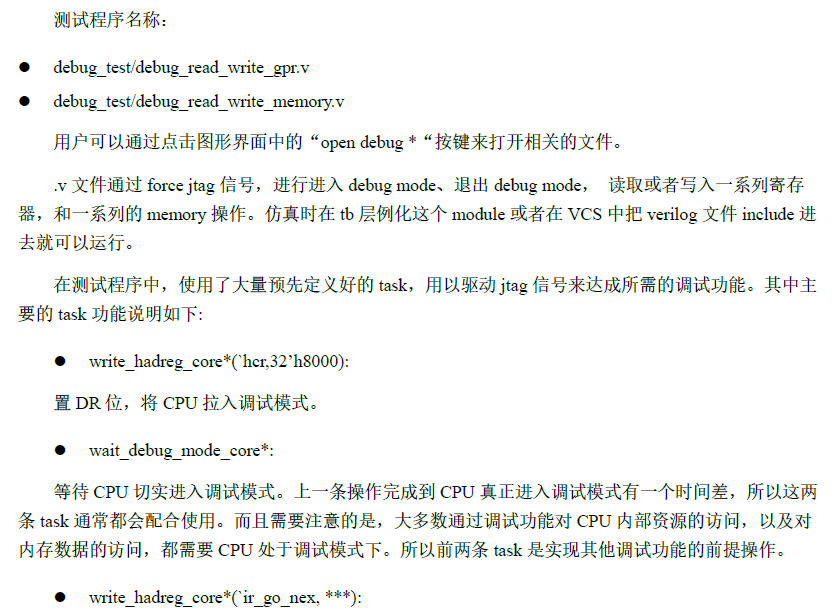 测试程序名称：
● debug_test/debug_read_write_gpr.v
● debug_test/debug_read_write_memory.v
用户可以通过点击图形界面中的“open debug *“按键来打开相关的文件。
.v 文件通过 force jtag 信号，进行进入 debug mode、退出 debug mode， 读取或者写入一系列寄存
器，和一系列的 memory 操作。仿真时在 tb 层例化这个 module 或者在 VCS 中把 verilog 文件 include 进
去就可以运行。
在测试程序中，使用了大量预先定义好的 task，用以驱动 jtag 信号来达成所需的调试功能。其中主
要的 task 功能说明如下:
● write_hadreg_core*(`hcr,32’h8000):
置 DR 位，将 CPU 拉入调试模式。
● wait_debug_mode_core*:
等待 CPU 切实进入调试模式。上一条操作完成到 CPU 真正进入调试模式有一个时间差，所以这两
条 task 通常都会配合使用。而且需要注意的是，大多数通过调试功能对 CPU 内部资源的访问，以及对
内存数据的访问，都需要 CPU 处于调试模式下。所以前两条 task 是实现其他调试功能的前提操作。
● write_hadreg_core*(`ir_go_nex, ***):